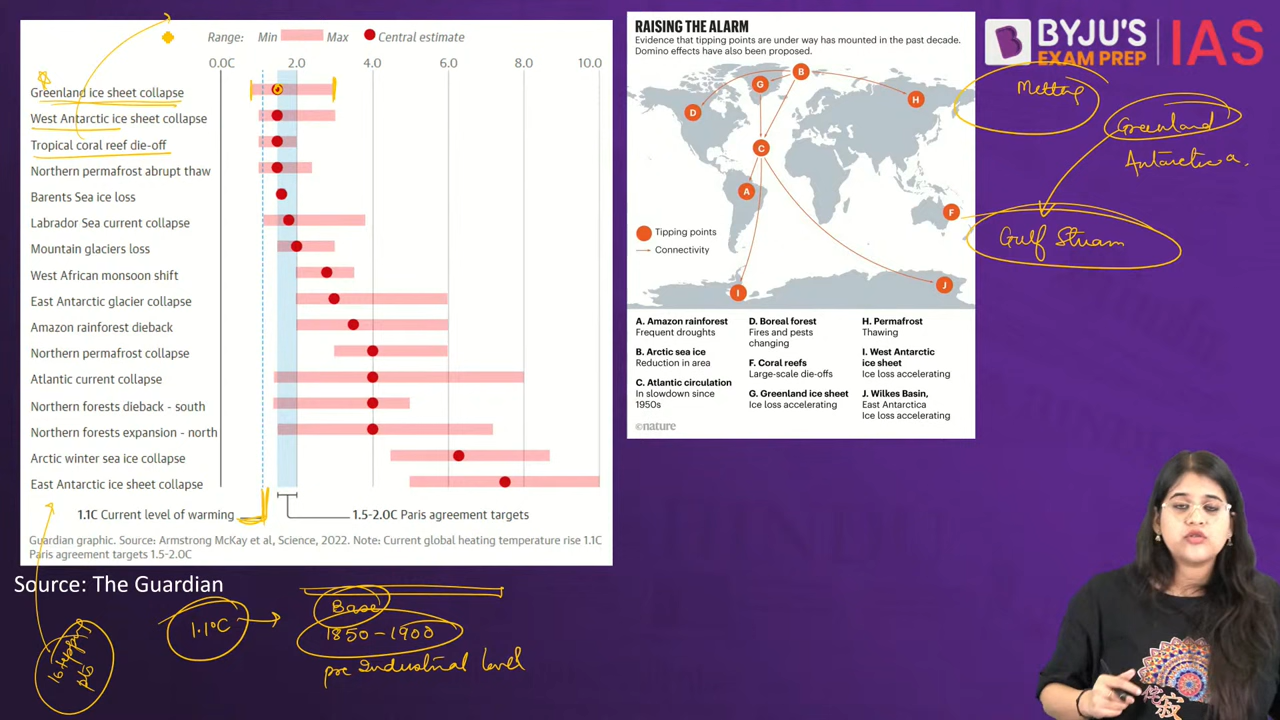 Range: Min Max Central estimate
0.0C 2.0 4.0 6.0 8.0 10.0
Greenland ice sheet collapse
West Antarctic ice sheet collapse
Tropical coral reef die-off
Northern permafrost abrupt thaw
Barents Sea ice loss
Labrador Sea current collapse
Mountain glaciers loss
West African monsoon shift
East Antarctic glacier collapse
Amazon rainforest dieback
Northern permafrost collapse
Atlantic current collapse
Northern forests dieback - south
Northern forests expansion - north
Arctic winter sea ice collapse
East Antarctic ice sheet collapse
1.1C Current level of warming
1.5-2.0C Paris agreement targets
Guardian graphic. Source: Armstrong McKay et al, Science, 2022. Note: Current global heating temperature rise 1.1C
Paris agreement targets 1.5-2.0C
Source: The Guardian
16 tipping pts
1.1°C
Base
1850-1900
pre Industrial level
RAISING THE ALARM
Evidence that tipping points are under way has mounted in the past decade.
Domino effects have also been proposed.
B
G
H
D
C
A
F
I
J
Tipping points
Connectivity
A. Amazon rainforest
Frequent droughts
B. Arctic sea ice
Reduction in area
C. Atlantic circulation
In slowdown since
1950s
D. Boreal forest
Fires and pests
changing
F. Coral reefs
Large-scale die-offs
G. Greenland ice sheet
Ice loss accelerating
H. Permafrost
Thawing
I. West Antarctic
ice sheet
Ice loss accelerating
J. Wilkes Basin,
East Antarctica
Ice loss accelerating
©nature
BYJU'S
EXAM PREP
IAS
Melting
Greenland
Antarctica.
Gulf Stream